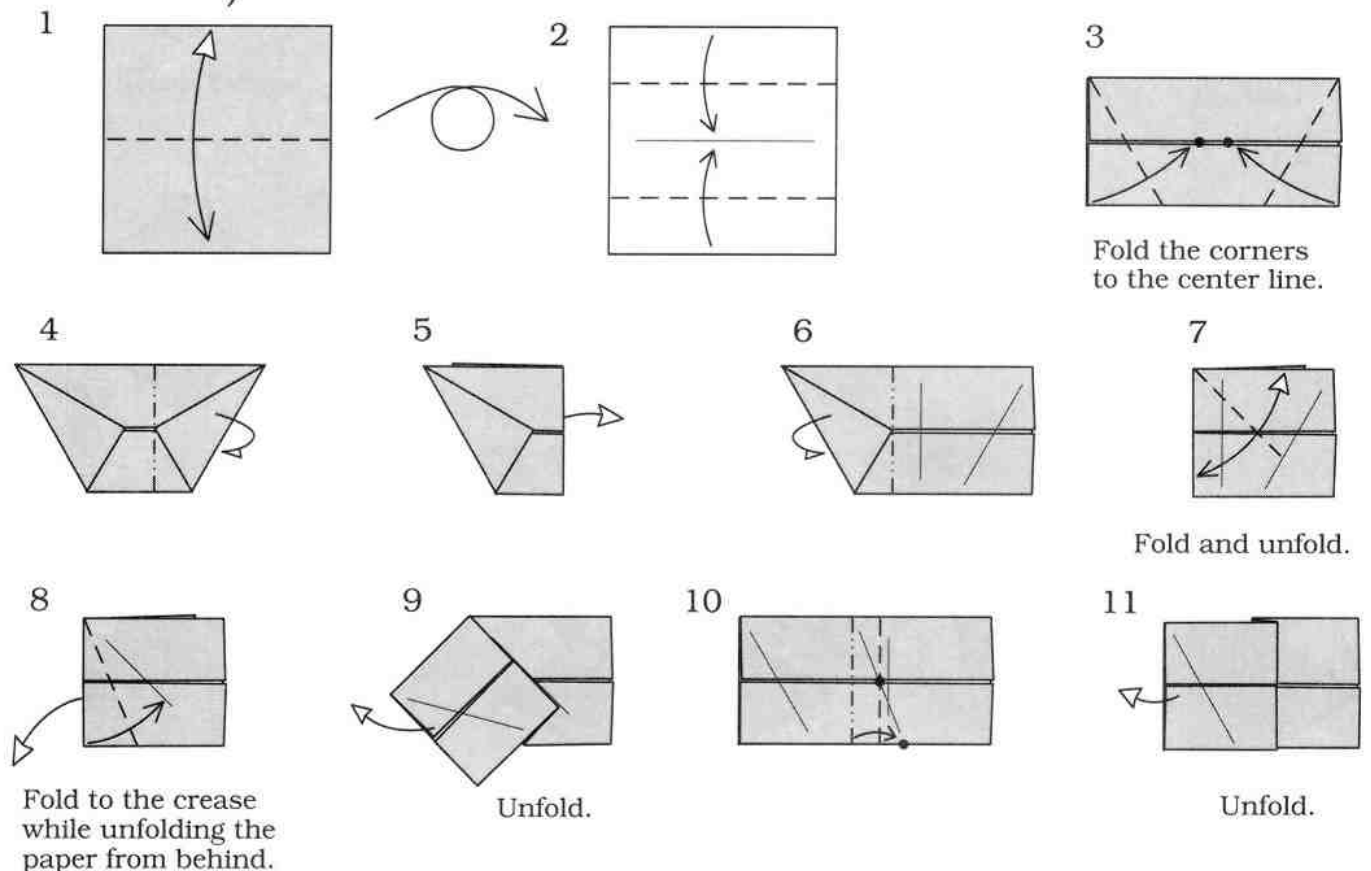 1
2
3
Fold the corners
to the center line.
4
5
6
7
Fold and unfold.
8
Fold to the crease
while unfolding the
paper from behind.
9
Unfold.
10
11
Unfold.